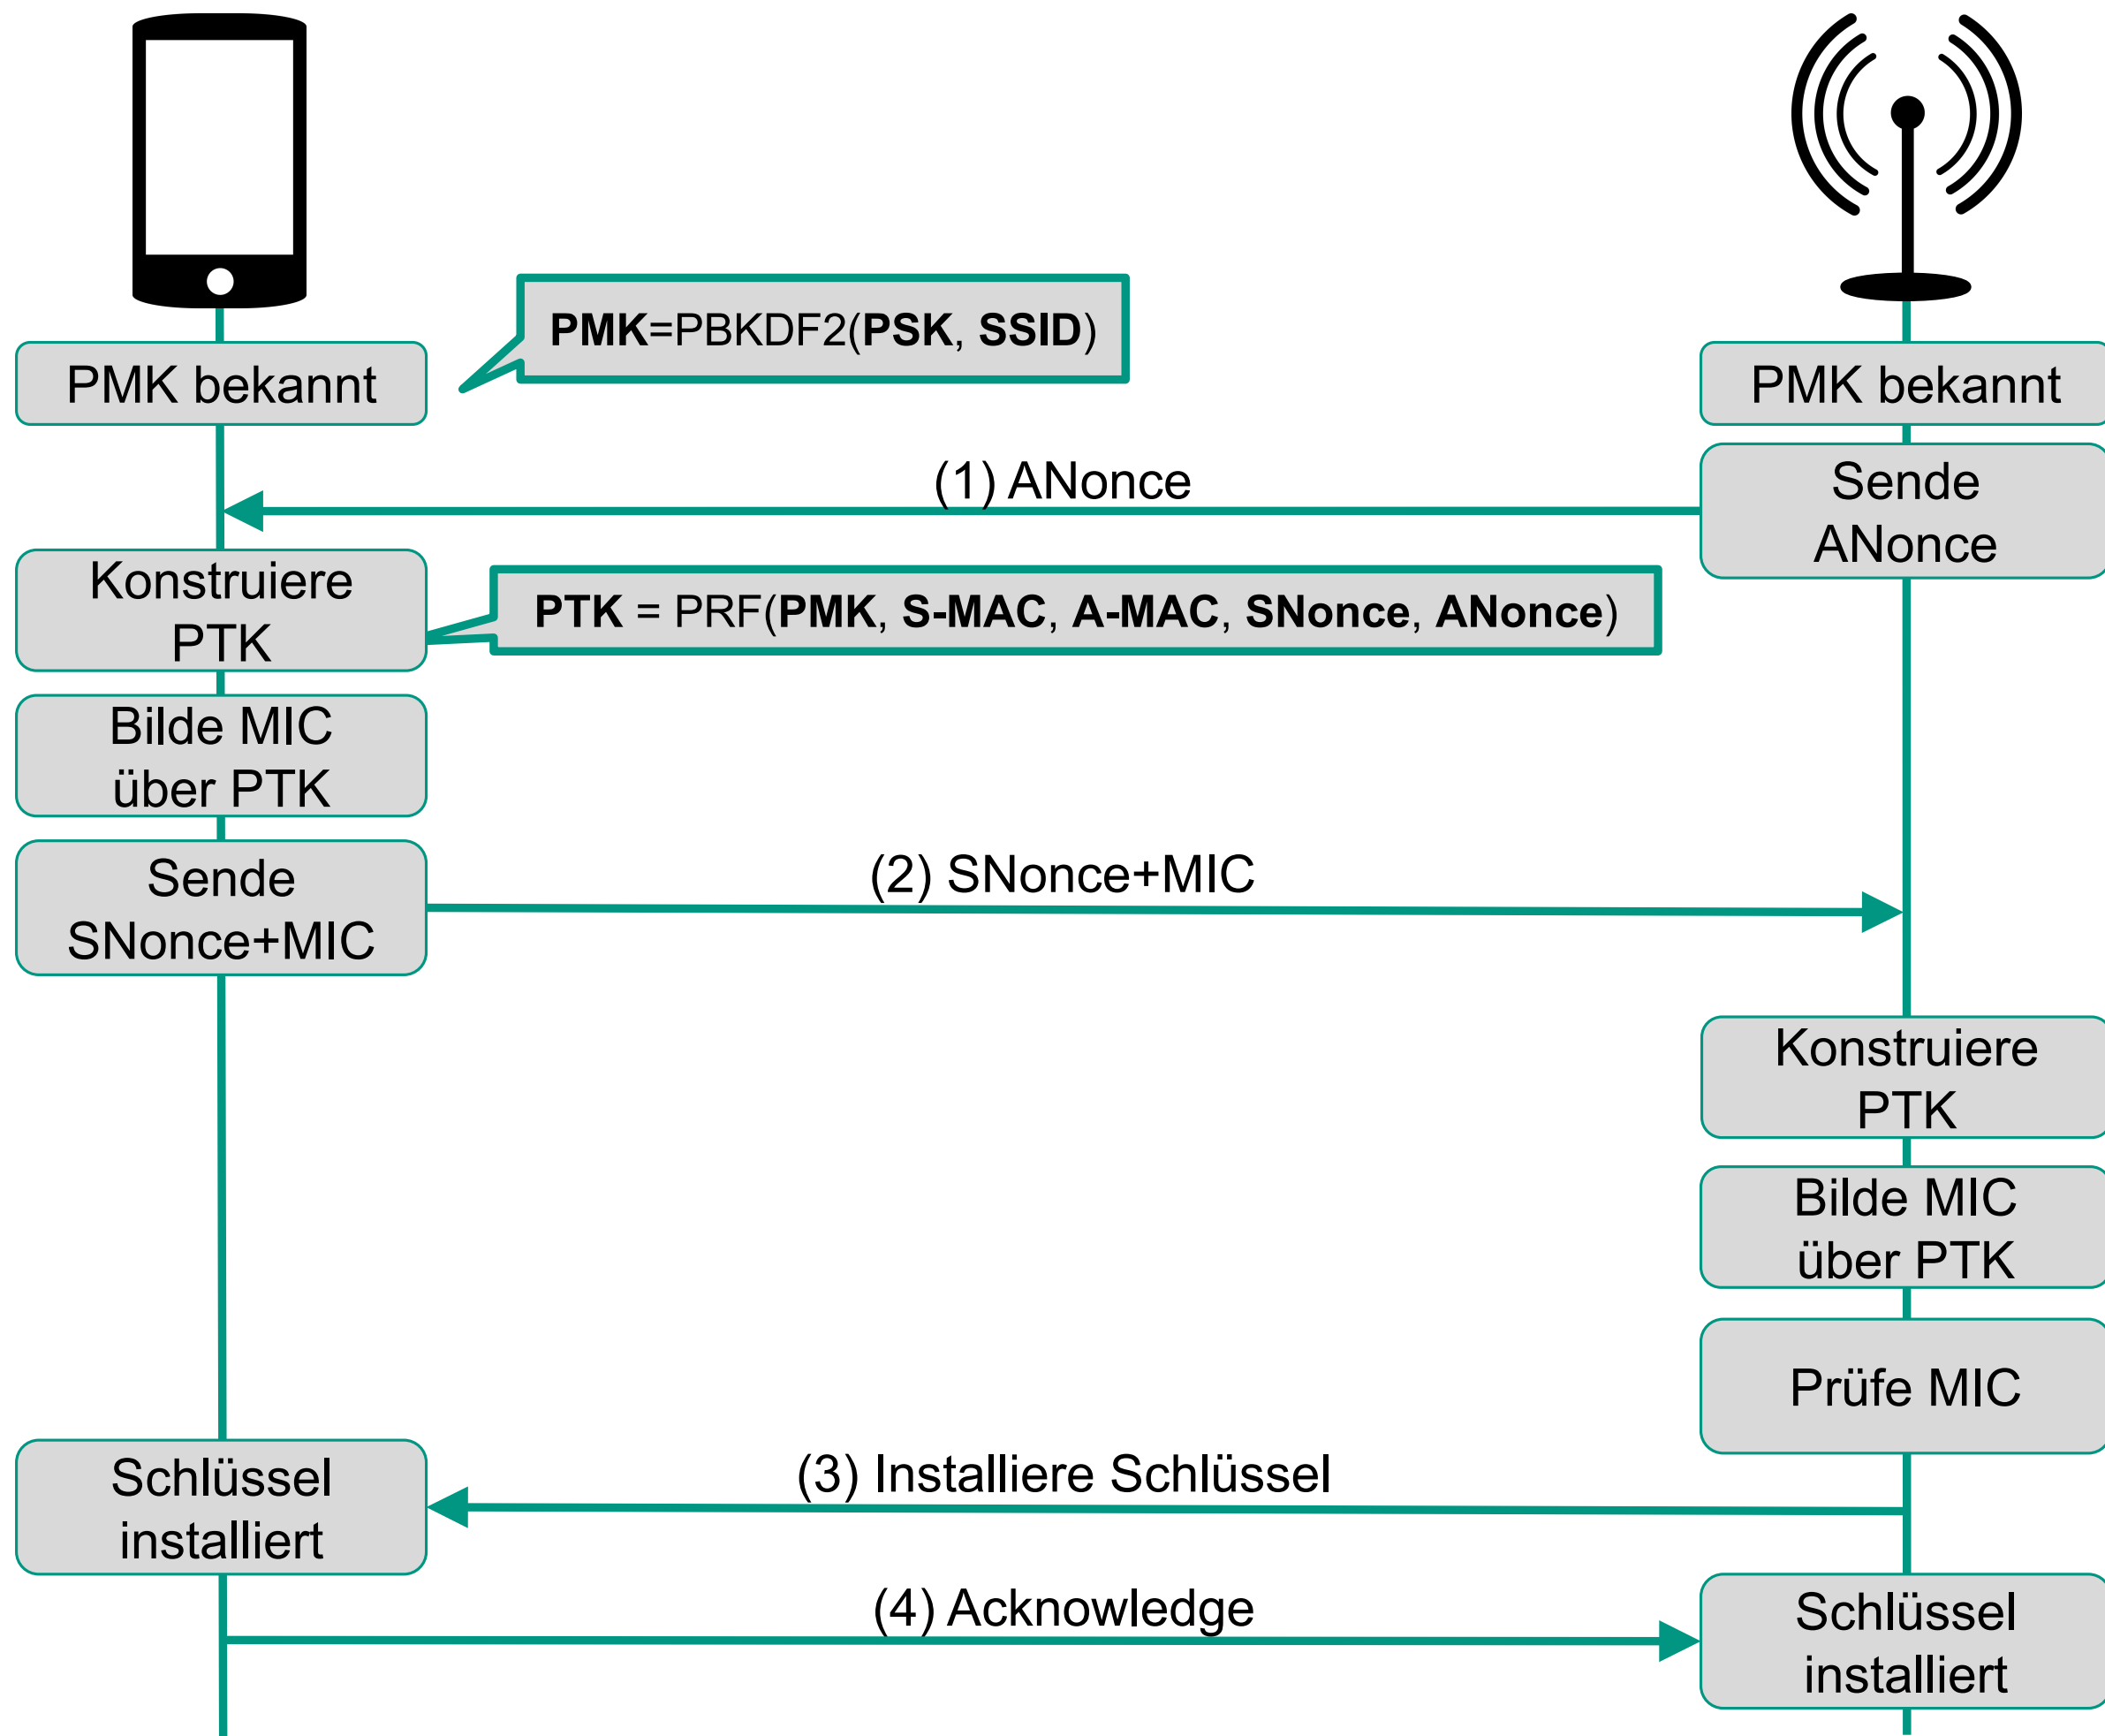 PMK=PBKDF2(PSK, SSID)
PMK bekannt
PMK bekannt
(1) ANonce
Sende
ANonce
Konstruiere
PTK
PTK = PRF(PMK, S-MAC, A-MAC, SNonce, ANonce)
Bilde MIC
über PTK
Sende
SNonce+MIC
(2) SNonce+MIC
Konstruiere
PTK
Bilde MIC
über PTK
Prüfe MIC
Schlüssel
installiert
(3) Installiere Schlüssel
(4) Acknowledge
Schlüssel
installiert